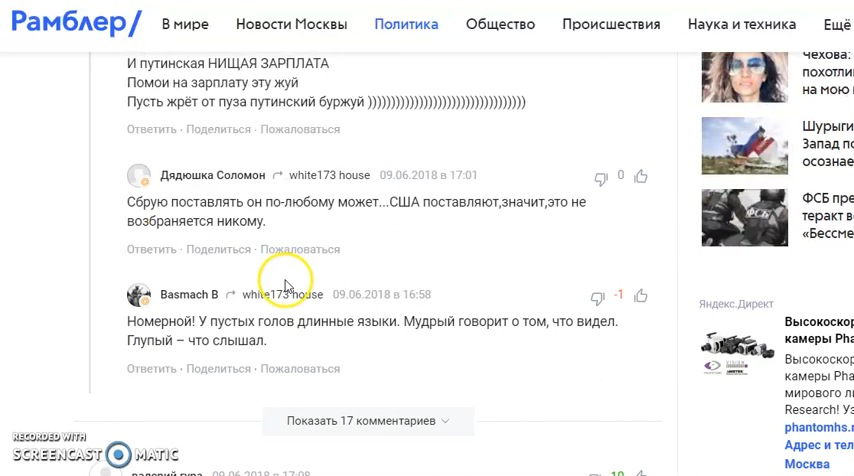 Рамблер/
В мире Новости Москвы Политика Общество Происшествия Наука и техника Ещё
И путинская НИЩАЯ ЗАРПЛАТА
Помои на зарплату эту жуй
Пусть жрёт от пуза путинский буржуй ))))))))))))))))))))))))))))))))))
Ответить · Поделиться · Пожаловаться
Дядюшка Соломон white173 house 09.06.2018 в 17:01 0
Сбрую поставлять он по-любому может...США поставляют,значит,это не
возбраняется никому.
Ответить · Поделиться · Пожаловаться
Basmach B white173 house 09.06.2018 в 16:58 -1
Номерной! У пустых голов длинные языки. Мудрый говорит о том, что видел.
Глупый – что слышал.
Ответить · Поделиться · Пожаловаться
Показать 17 комментариев
валерий гура 09.06.2018 в 17:08 10
Чехова:
похотли
на мою
Шурыги
Запад по
осознае
ФСБ пре
теракт в
«Бессме
Яндекс.Директ
Высокоско
камеры Pha
Высокоскор
камеры Pha
мирового ли
Research! Уз
phantomhs.r
Адрес и тел
Москва
RECORDED WITH
SCREENCAST MATIC